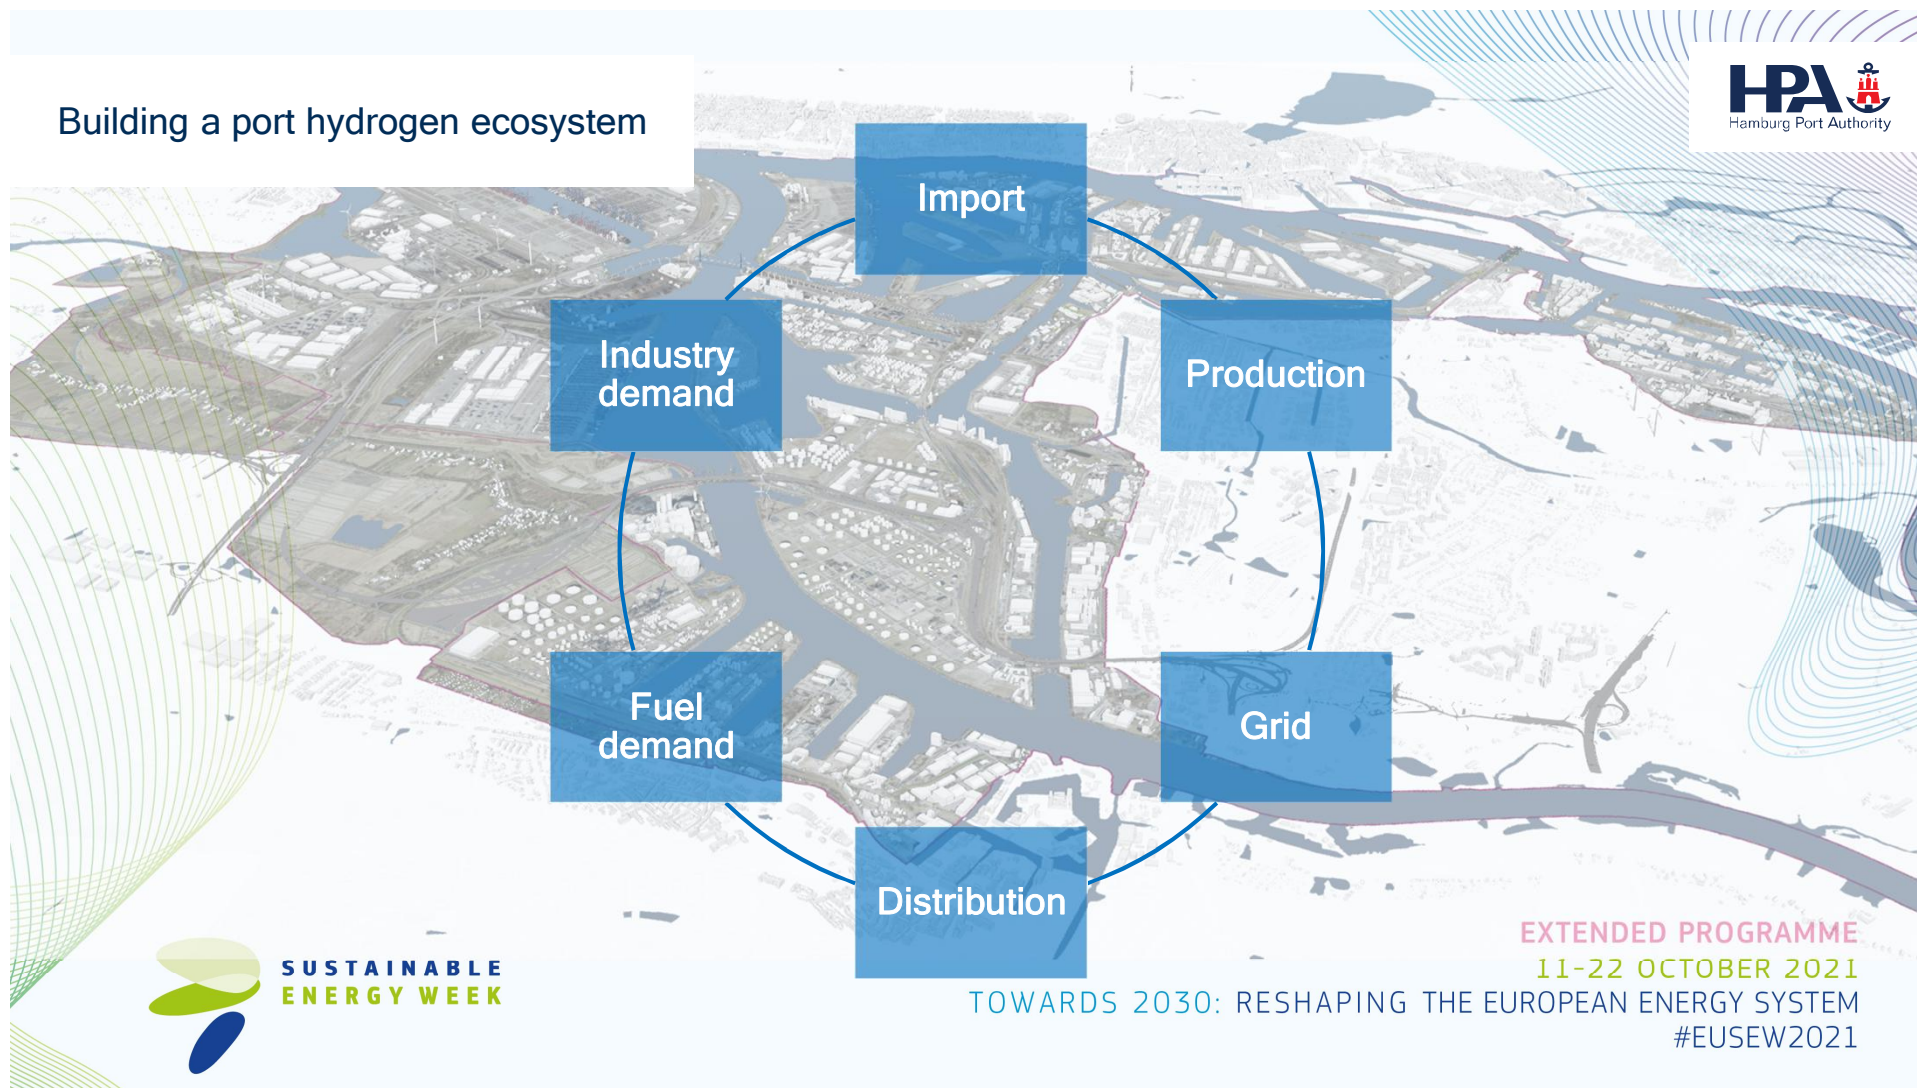 Building a port hydrogen ecosystem
HPA
Hamburg Port Authority
Import
Industry
demand
Production
Fuel
demand
Grid
Distribution
SUSTAINABLE
ENERGY WEEK
EXTENDED PROGRAMME
11-22 OCTOBER 2021
TOWARDS 2030: RESHAPING THE EUROPEAN ENERGY SYSTEM
#EUSEW2021